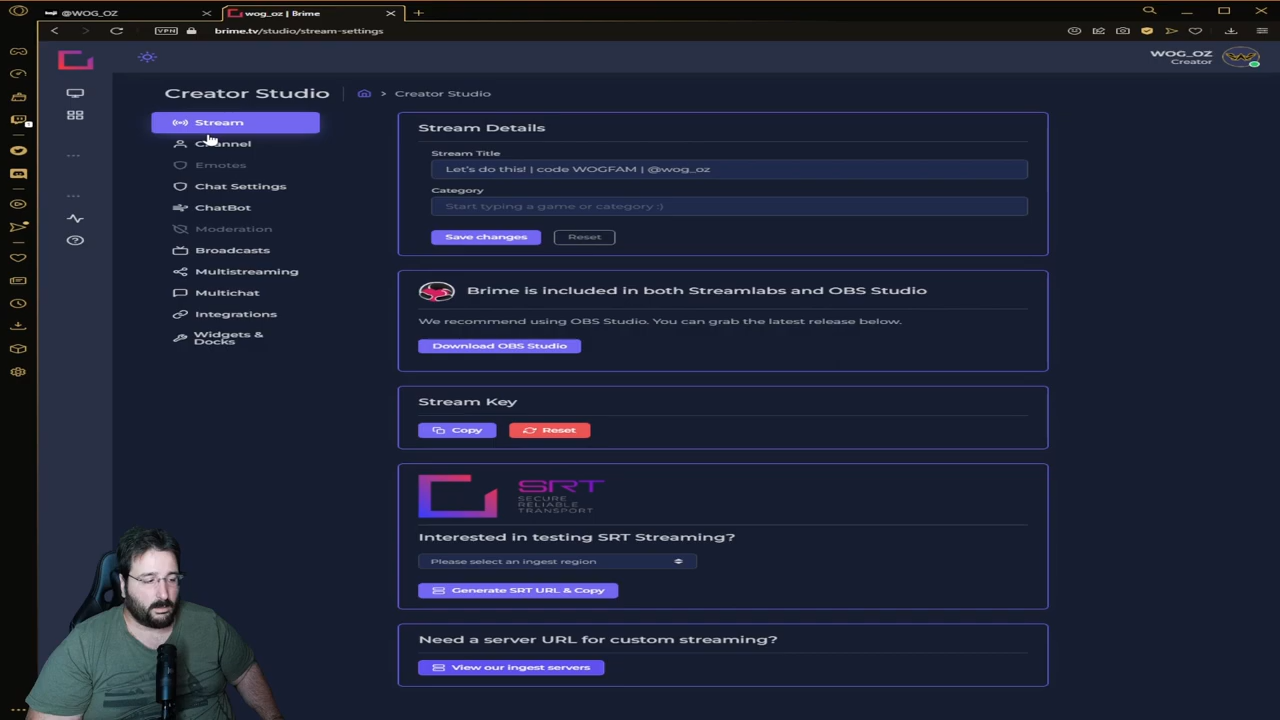 @WOG_OZ
wog_oz | Brime
VPN
brime.tv/studio/stream-settings
WOG_OZ
Creator
Creator Studio
> Creator Studio
Stream
Channel
Emotes
Chat Settings
ChatBot
Moderation
Broadcasts
Multistreaming
Multichat
Integrations
Widgets &
Docks
Stream Details
Stream Title
Let's do this! | code WOGFAM | @wog_oz
Category
Start typing a game or category :)
Save changes
Reset
Brime is included in both Streamlabs and OBS Studio
We recommend using OBS Studio. You can grab the latest release below.
Download OBS Studio
Stream Key
Copy
Reset
SRT
SECURE
RELIABLE
TRANSPORT
Interested in testing SRT Streaming?
Please select an ingest region
Generate SRT URL & Copy
Need a server URL for custom streaming?
View our ingest servers